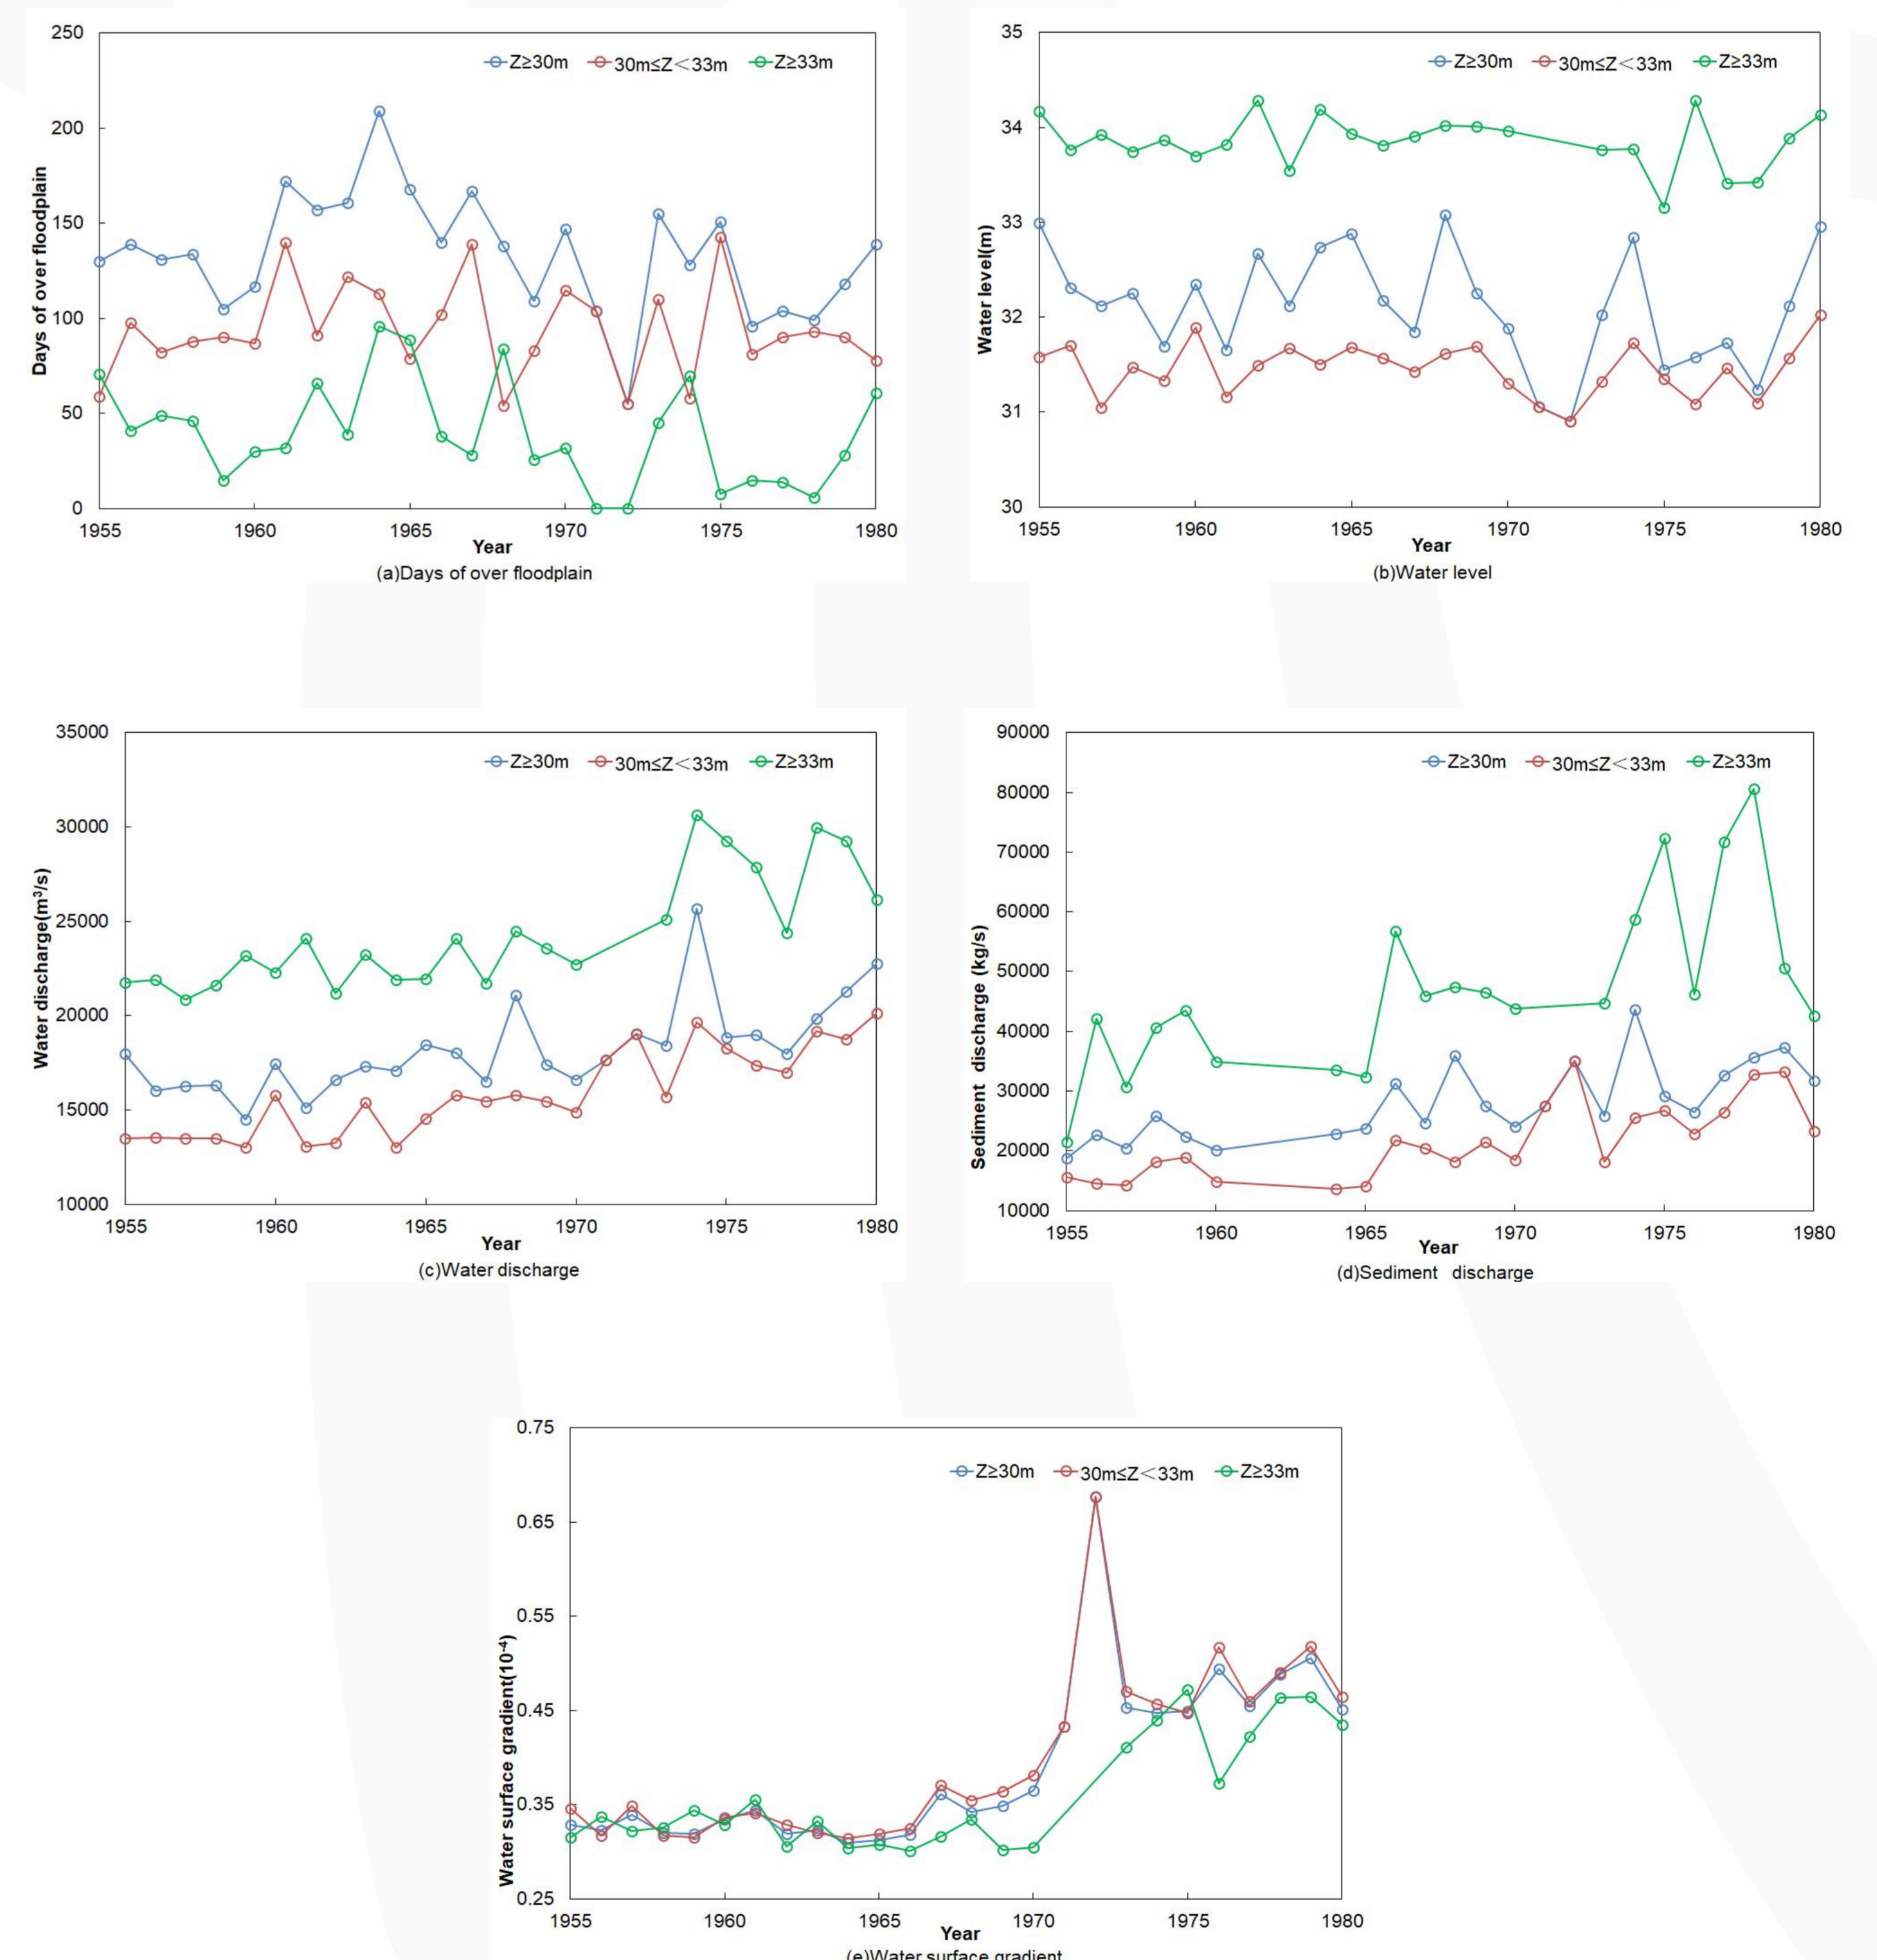 250
200
150
100
50
0
Days of over floodplain
Z≥30m 30m≤Z＜33m Z≥33m
1955 1960 1965 1970 1975 1980
Year
(a)Days of over floodplain
35
34
33
32
31
30
Water level(m)
Z≥30m 30m≤Z＜33m Z≥33m
1955 1960 1965 1970 1975 1980
Year
(b)Water level
35000
30000
25000
20000
15000
10000
Water discharge(m³/s)
Z≥30m 30m≤Z＜33m Z≥33m
1955 1960 1965 1970 1975 1980
Year
(c)Water discharge
90000
80000
70000
60000
50000
40000
30000
20000
10000
Sediment discharge (kg/s)
Z≥30m 30m≤Z＜33m Z≥33m
1955 1960 1965 1970 1975 1980
Year
(d)Sediment discharge
0.75
0.65
0.55
0.45
0.35
0.25
Water surface gradient(10⁻⁴)
Z≥30m 30m≤Z＜33m Z≥33m
1955 1960 1965 1970 1975 1980
Year
(e)Water surface gradient